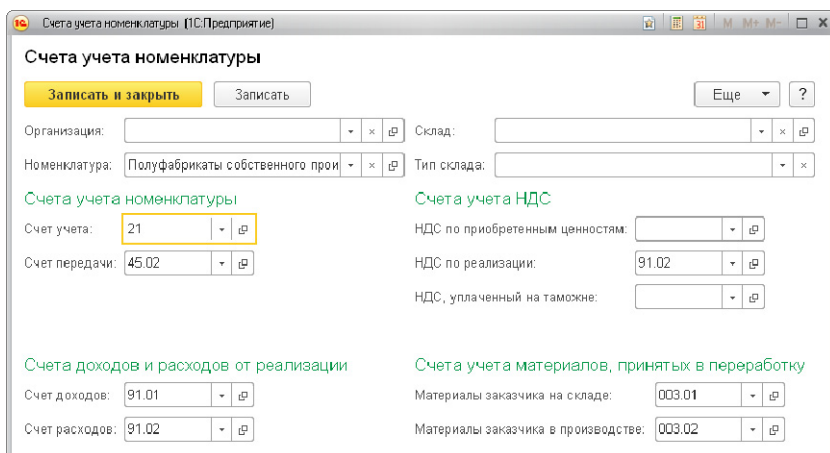 Счета учета номенклатуры (1С:Предприятие)
M M+ M-
Счета учета номенклатуры
Записать и закрыть Записать Еще ?
Организация: Склад:
Номенклатура: Полуфабрикаты собственного прои Тип склада:
Счета учета номенклатуры Счета учета НДС
Счет учета: 21 НДС по приобретенным ценностям:
Счет передачи: 45.02 НДС по реализации: 91.02
НДС, уплаченный на таможне:
Счета доходов и расходов от реализации Счета учета материалов, принятых в переработку
Счет доходов: 91.01 Материалы заказчика на складе: 003.01
Счет расходов: 91.02 Материалы заказчика в производстве: 003.02